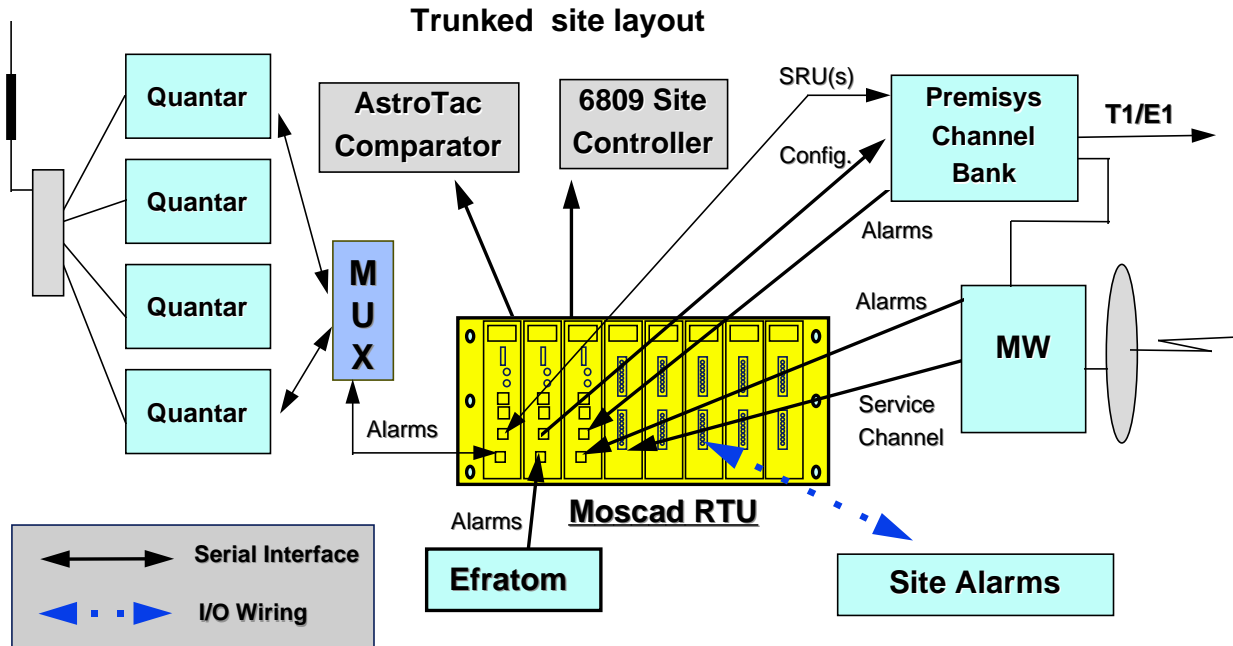 Trunked site layout
Quantar
Quantar
Quantar
Quantar
M
U
X
AstroTac
Comparator
6809 Site
Controller
SRU(s)
Config.
Premisys
Channel
Bank
T1/E1
Alarms
Alarms
MW
Service
Channel
Alarms
Moscad RTU
Alarms
Efratom
Site Alarms
Serial Interface
I/O Wiring